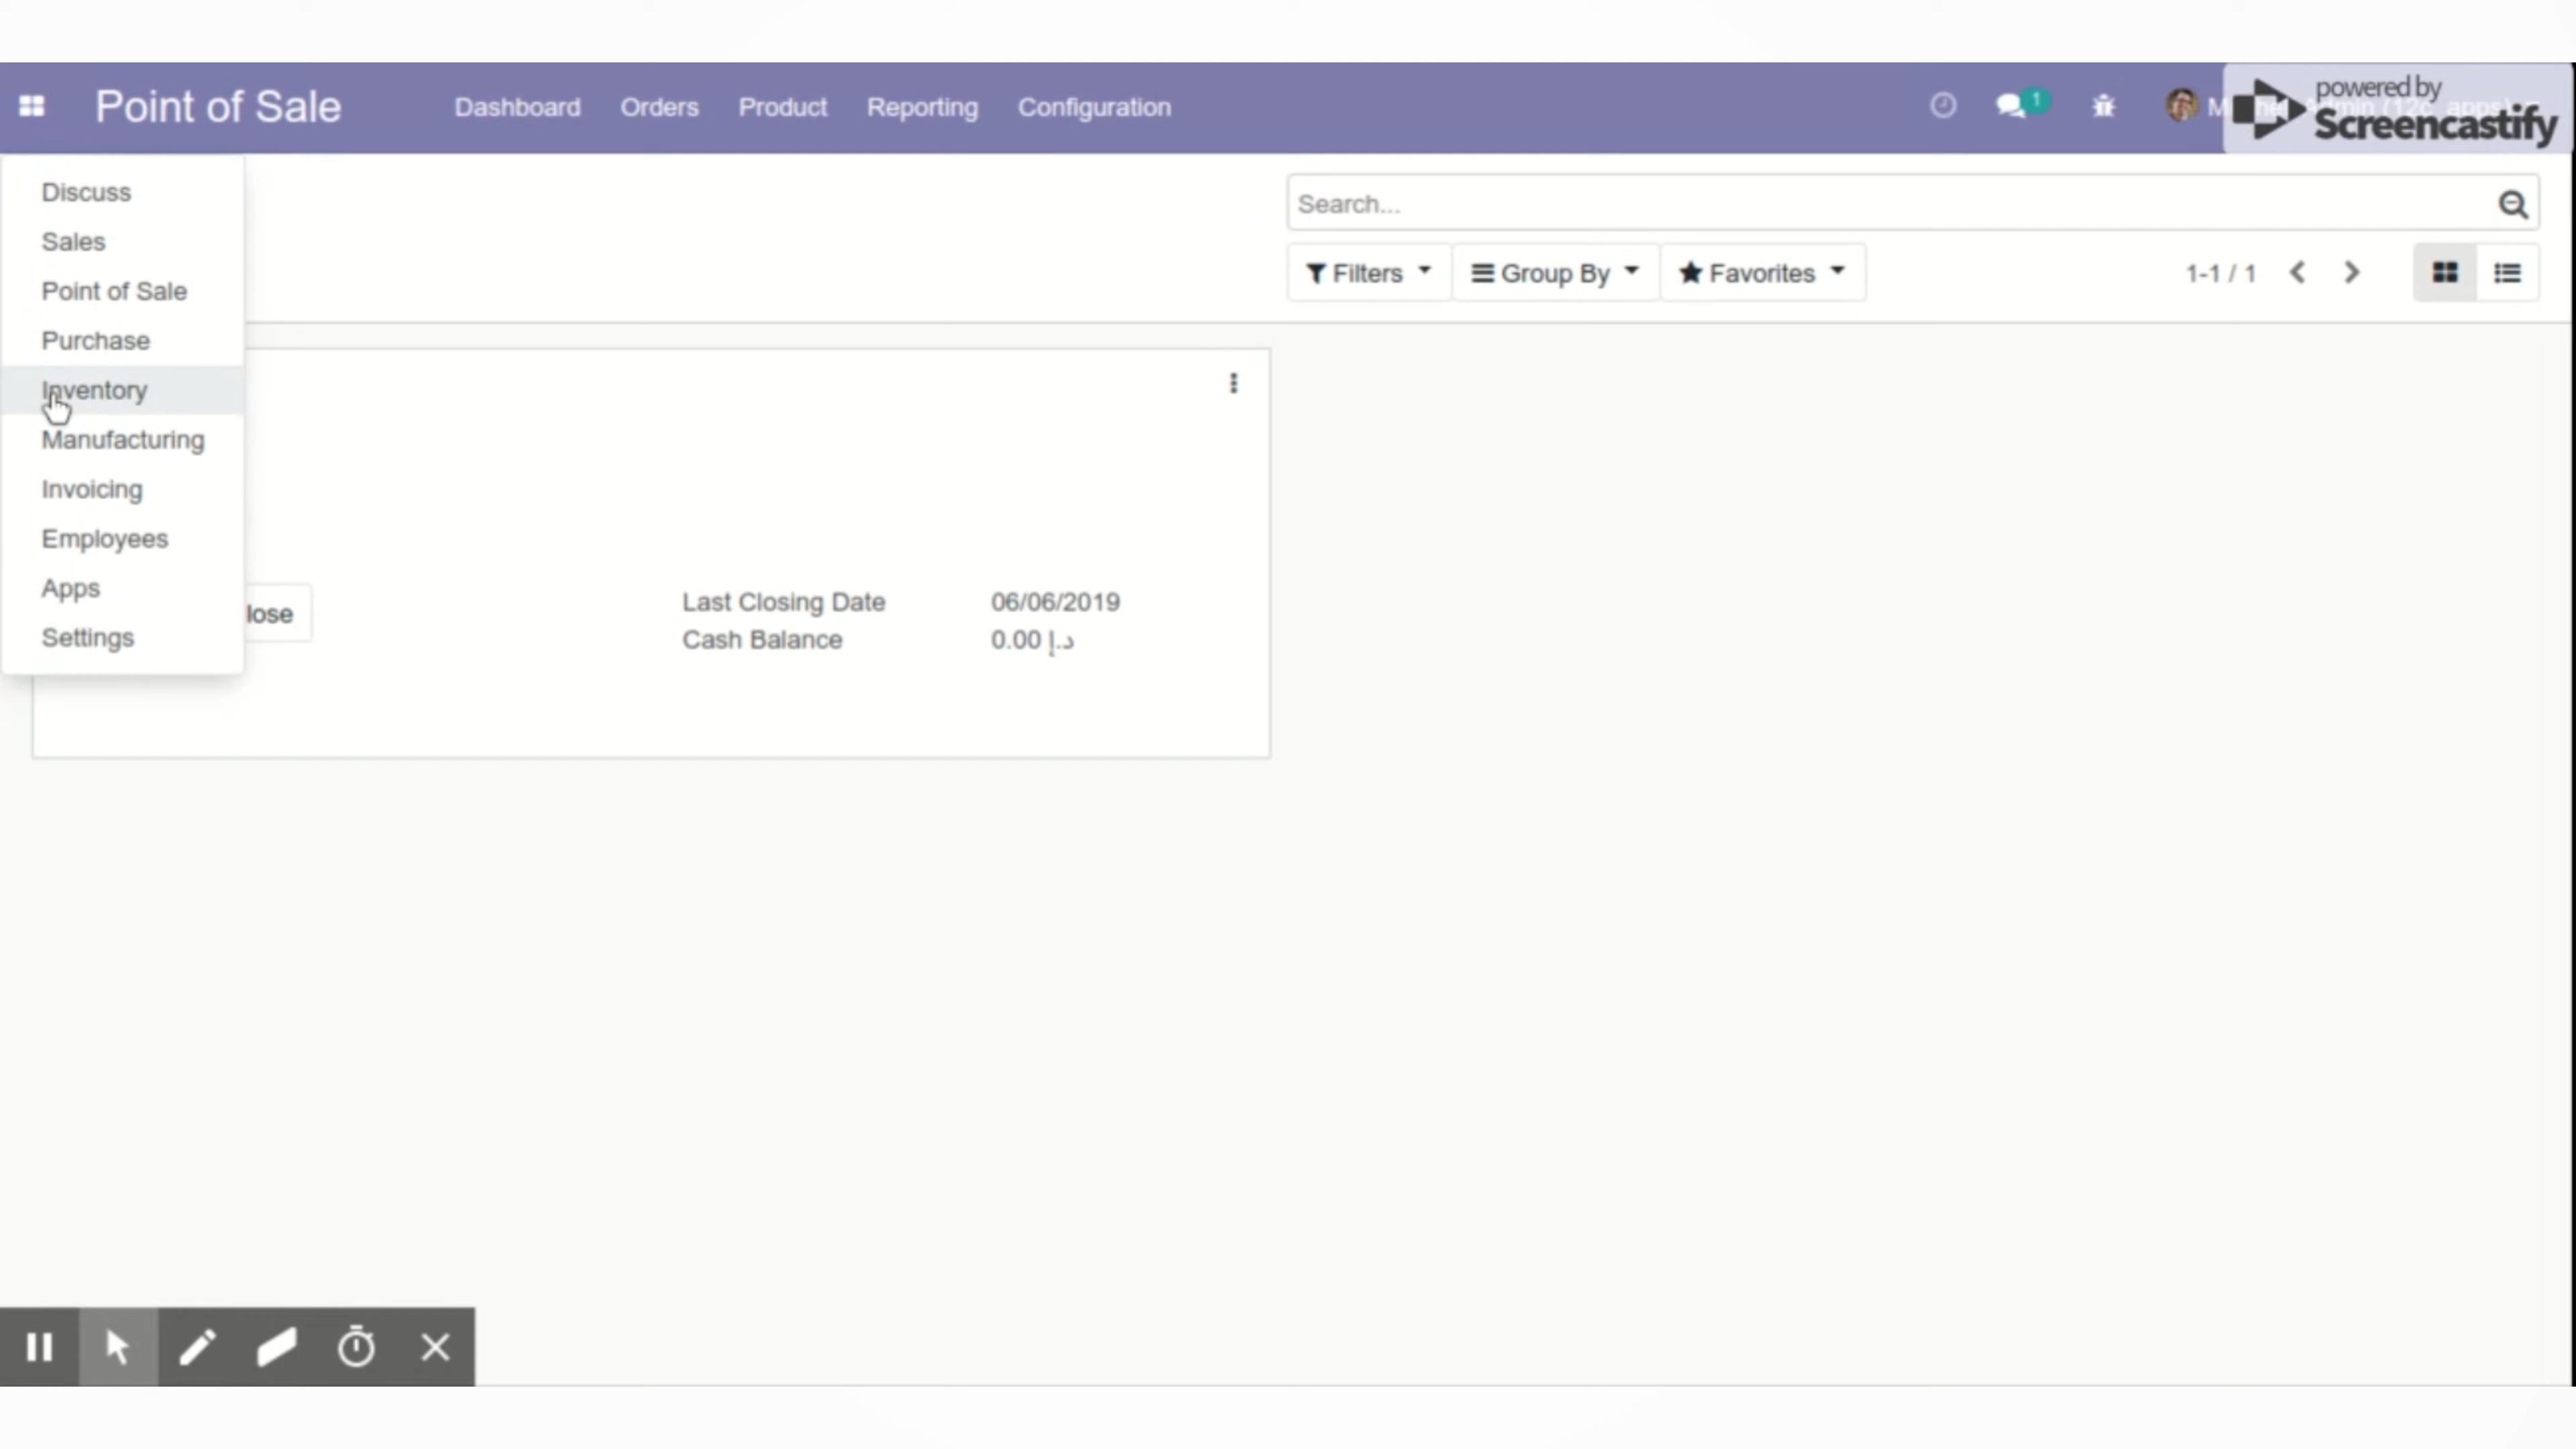 Point of Sale
Dashboard
Orders
Product
Reporting
Configuration
1
powered by
Screencastify
Discuss
Sales
Point of Sale
Purchase
Inventory
Manufacturing
Invoicing
Employees
Apps
Settings
Search...
Filters
Group By
Favorites
1-1 / 1
lose
Last Closing Date 06/06/2019
Cash Balance 0.00 د.إ